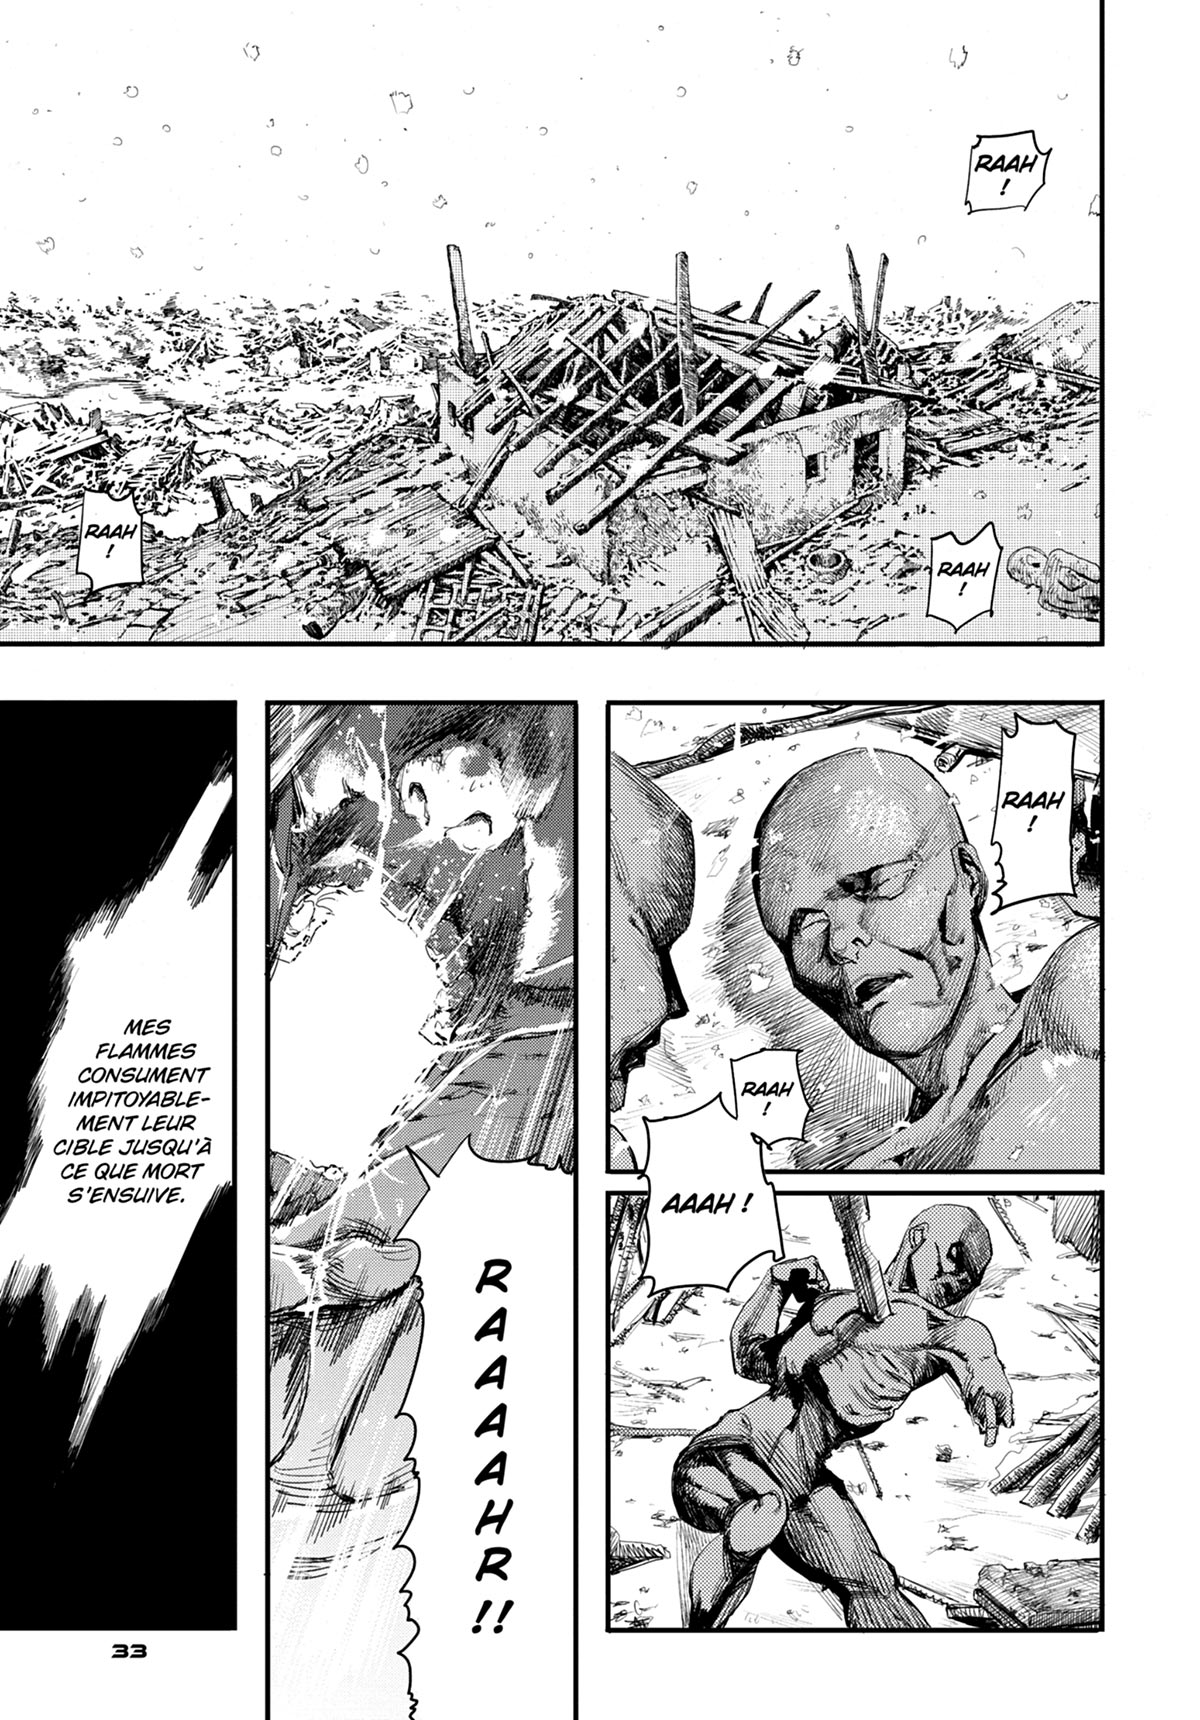 RAAH
!
RAAH
!
RAAH
!
RAAH
!
RAAH
!
AAAH !
RAAAAHR!!
MES
FLAMMES
CONSUMENT
IMPITOYABLE-
MENT LEUR
CIBLE JUSQU'À
CE QUE MORT
S'ENSUIVE.
33